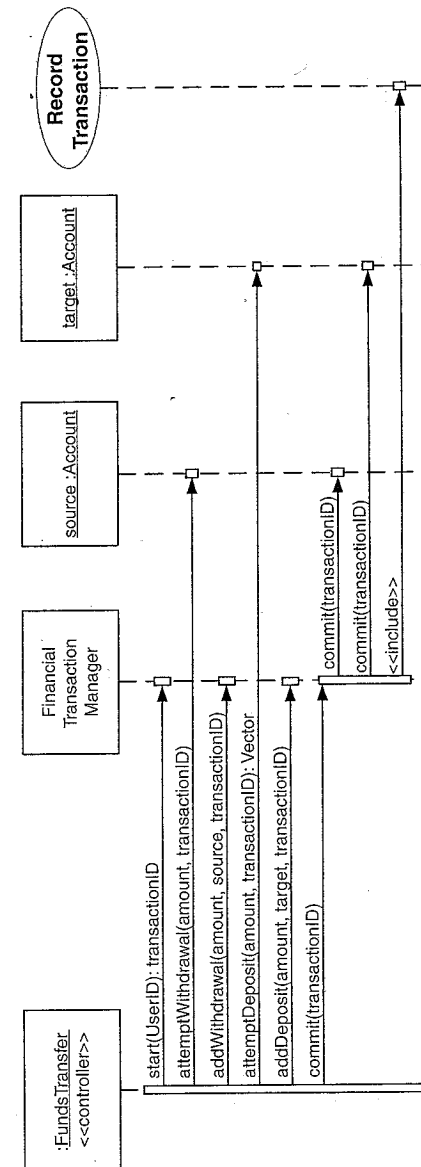 :FundsTransfer
<<controller>>
Financial
Transaction
Manager
source :Account
target :Account
Record
Transaction
start(UserID): transactionID
attemptWithdrawal(amount, transactionID)
addWithdrawal(amount, source, transactionID)
attemptDeposit(amount, transactionID): Vector
addDeposit(amount, target, transactionID)
commit(transactionID)
commit(transactionID)
commit(transactionID)
<<include>>